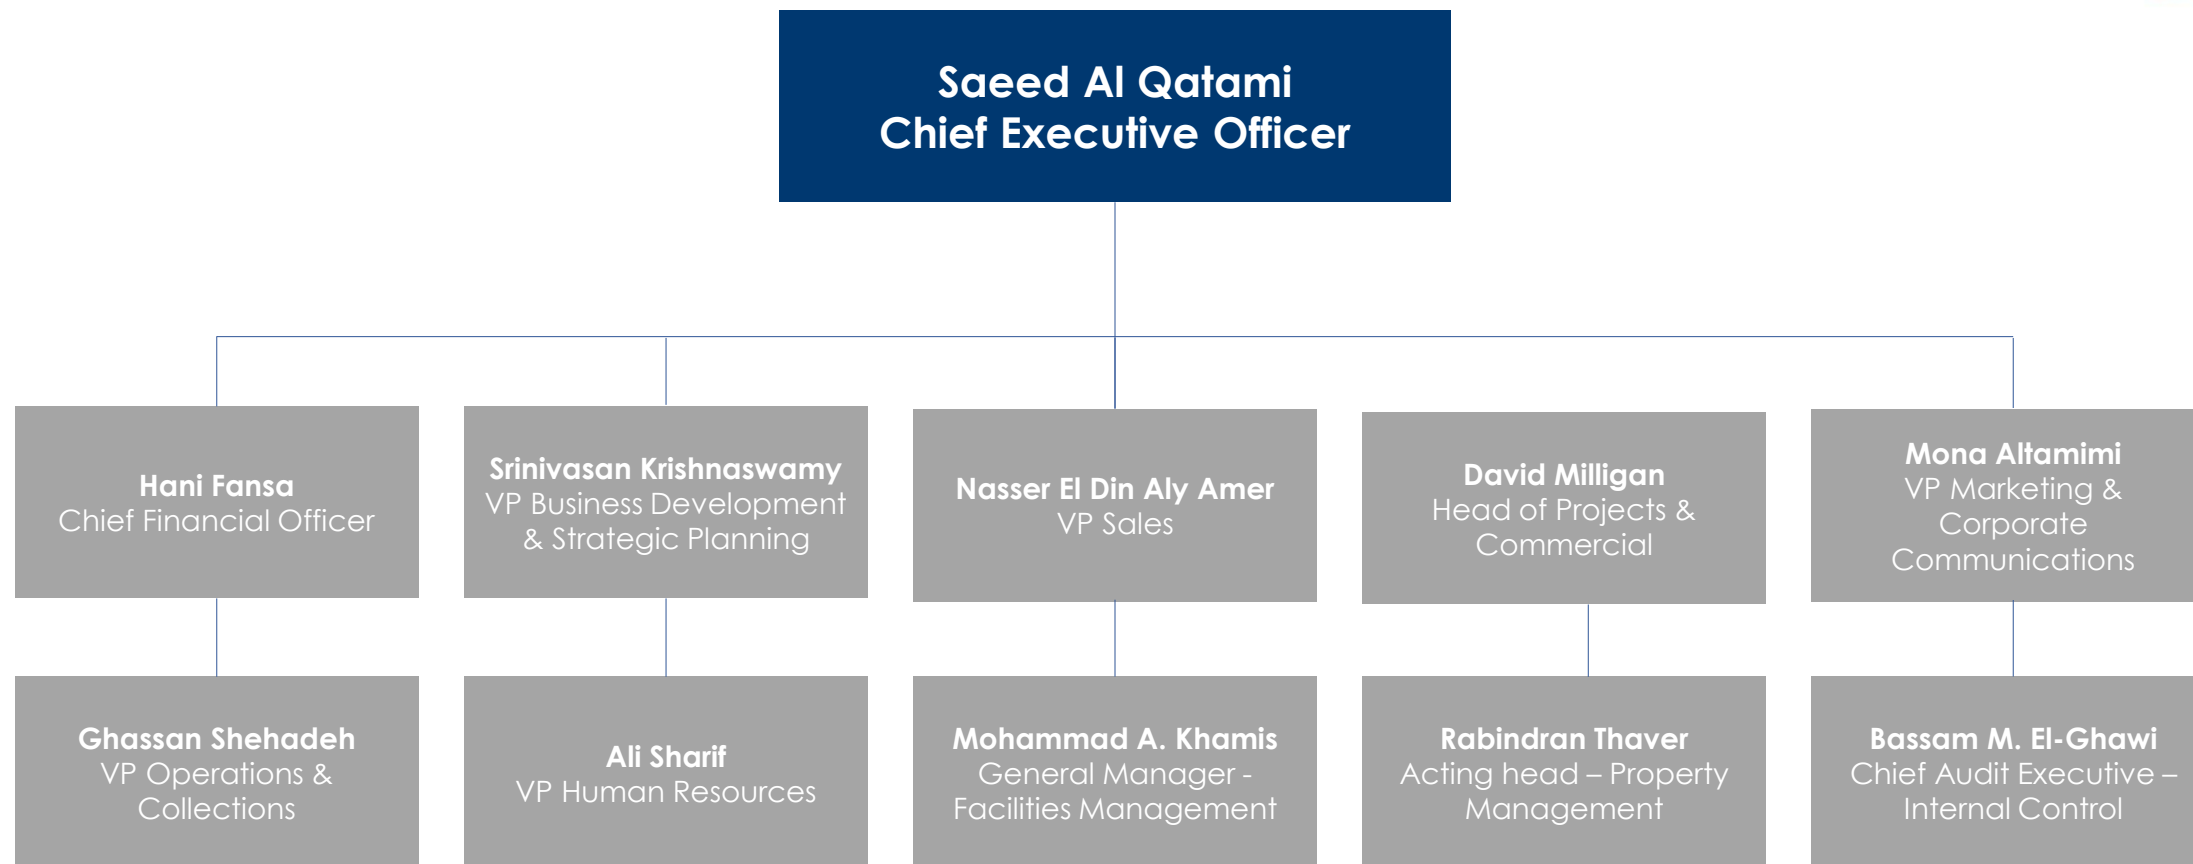 Saeed Al Qatami
Chief Executive Officer
Hani Fansa
Chief Financial Officer
Srinivasan Krishnaswamy
VP Business Development
& Strategic Planning
Nasser El Din Aly Amer
VP Sales
David Milligan
Head of Projects &
Commercial
Mona Altamimi
VP Marketing &
Corporate
Communications
Ghassan Shehadeh
VP Operations &
Collections
Ali Sharif
VP Human Resources
Mohammad A. Khamis
General Manager -
Facilities Management
Rabindran Thaver
Acting head – Property
Management
Bassam M. El-Ghawi
Chief Audit Executive –
Internal Control